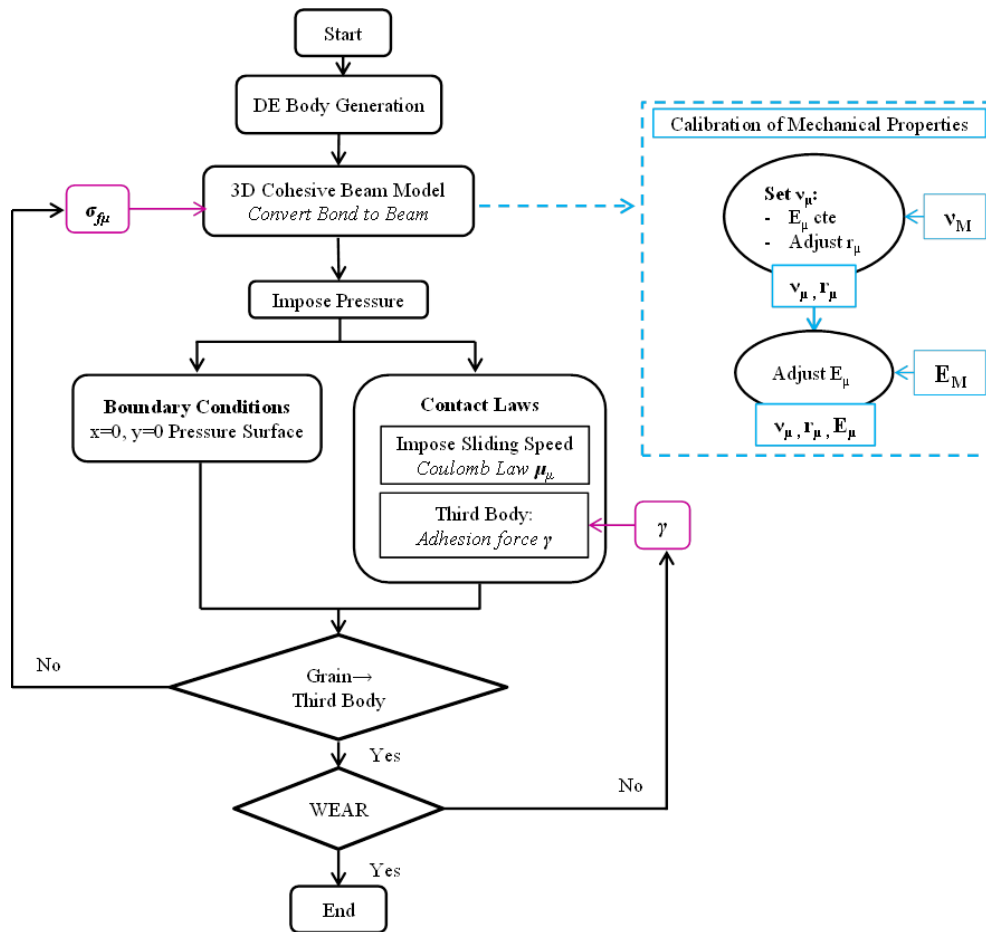 Start
DE Body Generation
3D Cohesive Beam Model
Convert Bond to Beam
σfμ
Impose Pressure
Boundary Conditions
x=0, y=0 Pressure Surface
Contact Laws
Impose Sliding Speed
Coulomb Law μμ
Third Body:
Adhesion force γ
γ
Grain→
Third Body
No
Yes
WEAR
No
Yes
End
Calibration of Mechanical Properties
Set νμ:
- Eμ cte
- Adjust rμ
νM
νμ , rμ
Adjust Eμ
EM
νμ , rμ , Eμ